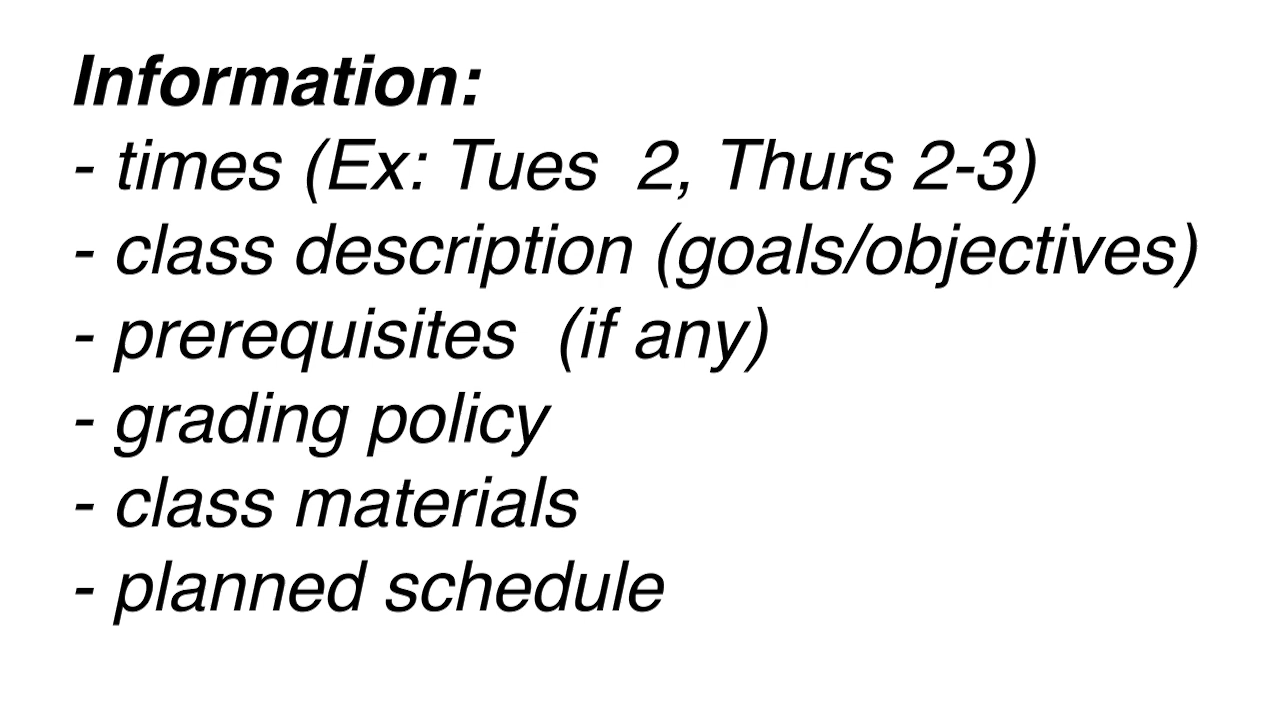 Information:
- times (Ex: Tues  2, Thurs 2-3)
- class description (goals/objectives)
- prerequisites  (if any)
- grading policy
- class materials
- planned schedule